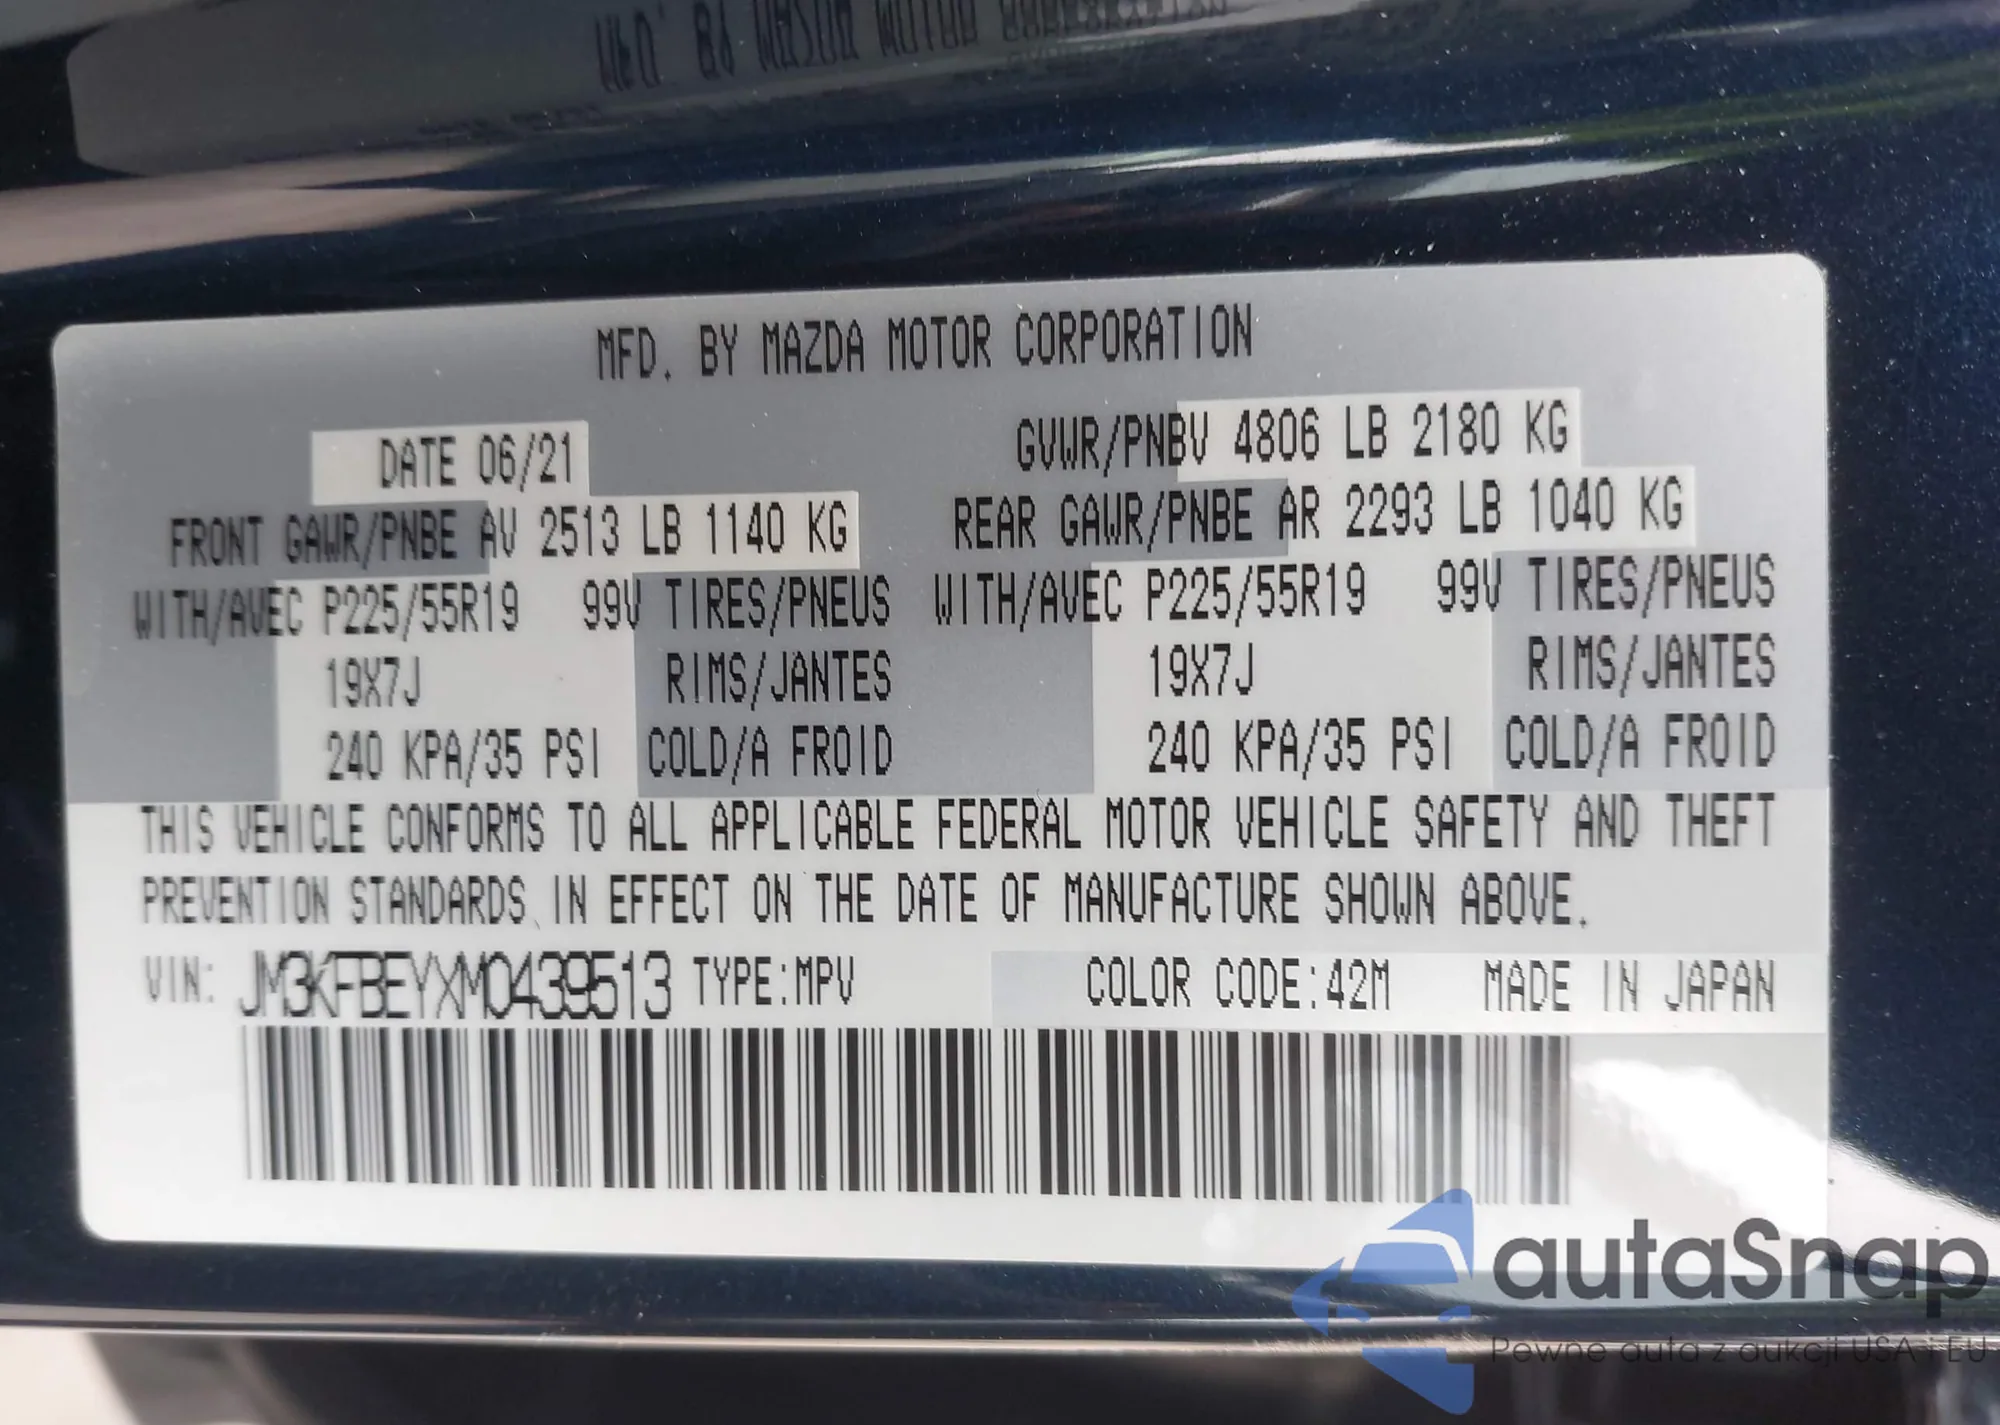 MFD. BY MAZDA MOTOR CORPORATION
DATE 06/21 GVWR/PNBV 4806 LB 2180 KG
FRONT GAWR/PNBE AV 2513 LB 1140 KG REAR GAWR/PNBE AR 2293 LB 1040 KG
WITH/AVEC P225/55R19 99V TIRES/PNEUS WITH/AVEC P225/55R19 99V TIRES/PNEUS
19X7J RIMS/JANTES 19X7J RIMS/JANTES
240 KPA/35 PSI COLD/A FROID 240 KPA/35 PSI COLD/A FROID
THIS VEHICLE CONFORMS TO ALL APPLICABLE FEDERAL MOTOR VEHICLE SAFETY AND THEFT
PREVENTION STANDARDS IN EFFECT ON THE DATE OF MANUFACTURE SHOWN ABOVE.
VIN: JM3KFBEYXM0439513 TYPE:MPV COLOR CODE:42M MADE IN JAPAN
autaSnap
Pewne auta z aukcji USA i EU